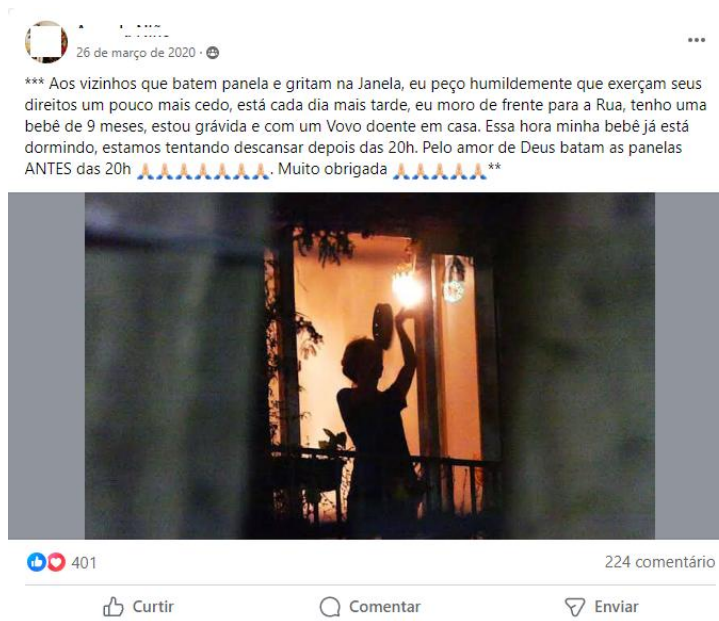 26 de março de 2020 ·
*** Aos vizinhos que batem panela e gritam na Janela, eu peço humildemente que exerçam seus
direitos um pouco mais cedo, está cada dia mais tarde, eu moro de frente para a Rua, tenho uma
bebê de 9 meses, estou grávida e com um Vovo doente em casa. Essa hora minha bebê já está
dormindo, estamos tentando descansar depois das 20h. Pelo amor de Deus batam as panelas
ANTES das 20h 🙏🏻🙏🏻🙏🏻🙏🏻🙏🏻🙏🏻🙏🏻. Muito obrigada 🙏🏻🙏🏻🙏🏻🙏🏻🙏🏻**
401 224 comentário
Curtir Comentar Enviar